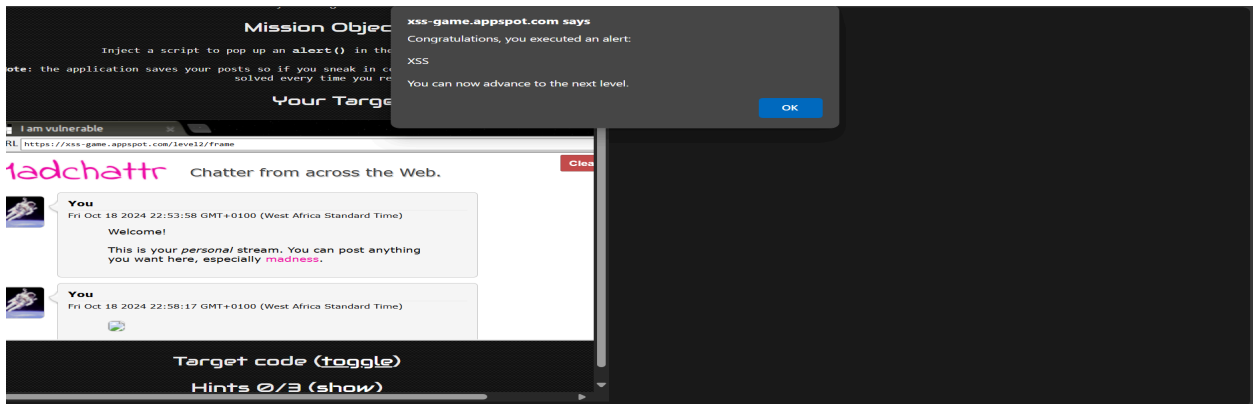 Mission Objec
Inject a script to pop up an alert() in the
ote: the application saves your posts so if you sneak in c
solved every time you re
Your Targe
xss-game.appspot.com says
Congratulations, you executed an alert:
XSS
You can now advance to the next level.
OK
I am vulnerable
RL https://xss-game.appspot.com/level2/frame
Madchattr Chatter from across the Web.
Clea
You
Fri Oct 18 2024 22:53:58 GMT+0100 (West Africa Standard Time)
Welcome!
This is your personal stream. You can post anything
you want here, especially madness.
You
Fri Oct 18 2024 22:58:17 GMT+0100 (West Africa Standard Time)
Target code (toggle)
Hints 0/3 (show)